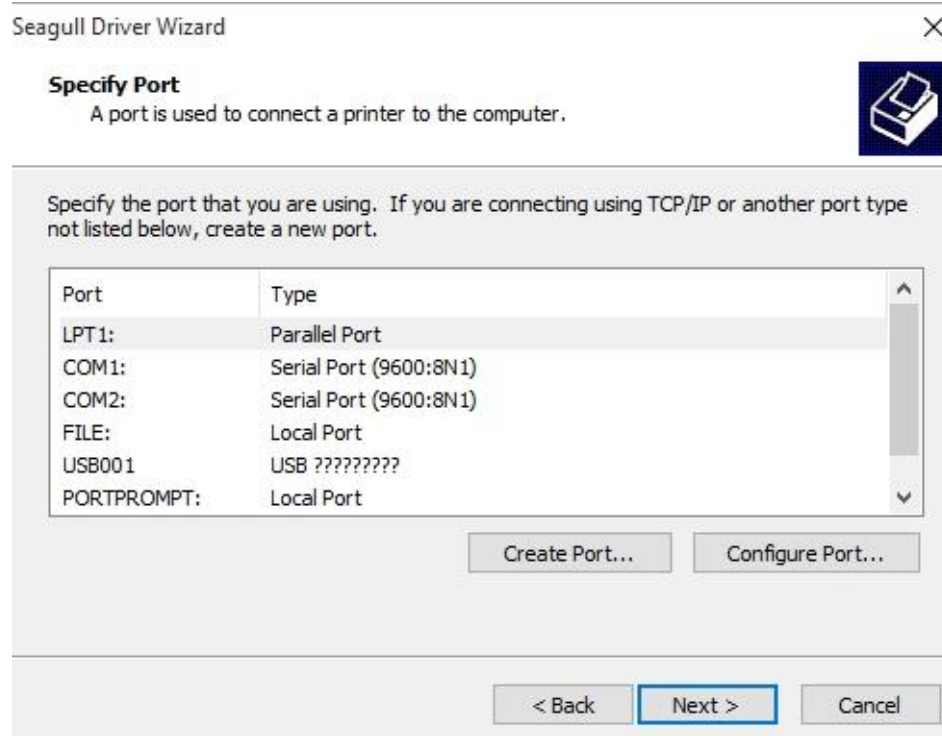 Seagull Driver Wizard
Specify Port
A port is used to connect a printer to the computer.
Specify the port that you are using. If you are connecting using TCP/IP or another port type
not listed below, create a new port.
Port Type
LPT1: Parallel Port
COM1: Serial Port (9600:8N1)
COM2: Serial Port (9600:8N1)
FILE: Local Port
USB001 USB ?????????
PORTPROMPT: Local Port
Create Port... Configure Port...
< Back Next > Cancel